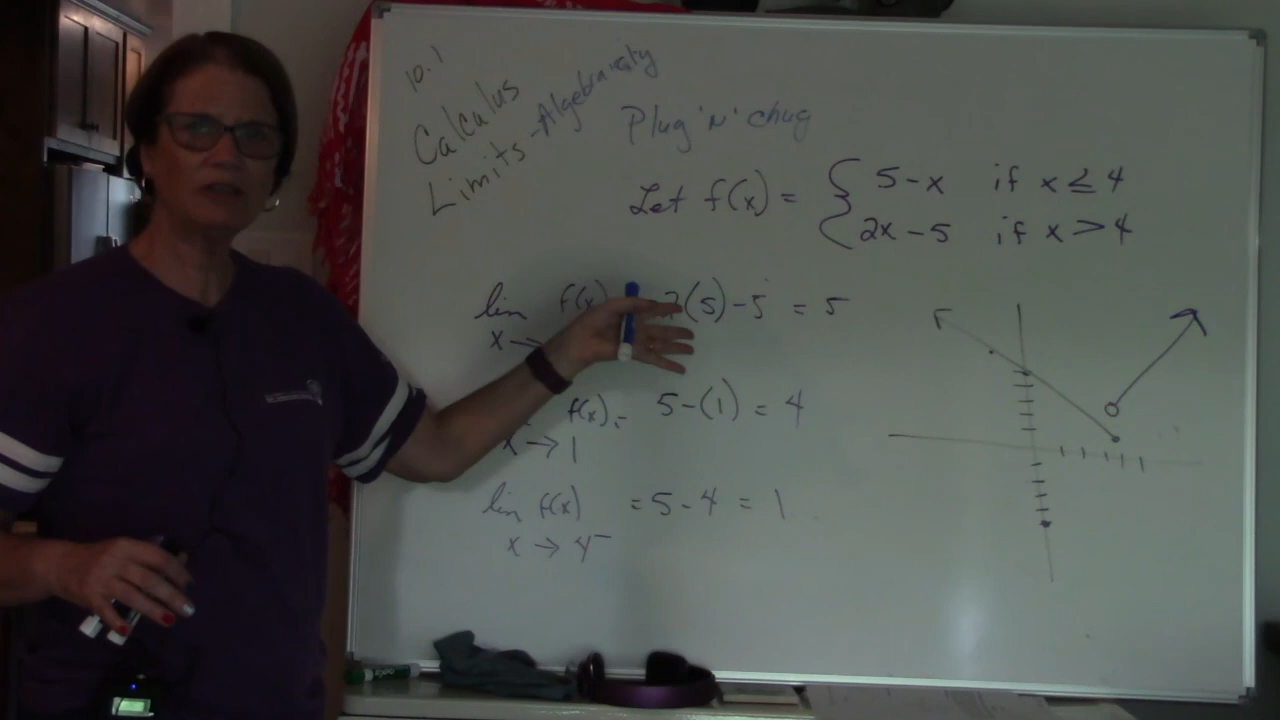 10.1
Calculus
Limits - Algebraically
Plug 'n' chug
Let f(x) = { 5-x if x ≤ 4
2x - 5 if x > 4
lim f(x) 2(5) - 5 = 5
x →
f(x) = 5-(1) = 4
x → 1
lim f(x) = 5 - 4 = 1
x → 4⁻